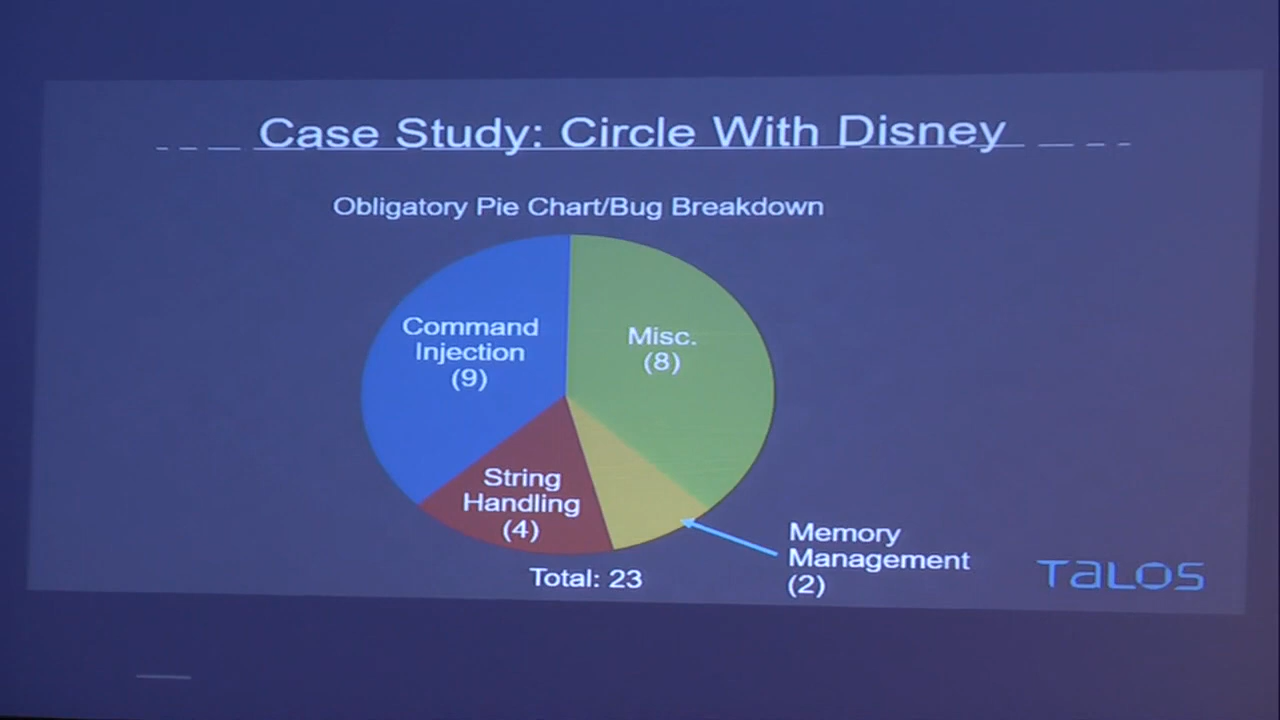 Case Study: Circle With Disney
Obligatory Pie Chart/Bug Breakdown
Command
Injection
(9)
Misc.
(8)
String
Handling
(4)
Memory
Management
(2)
Total: 23
TALOS